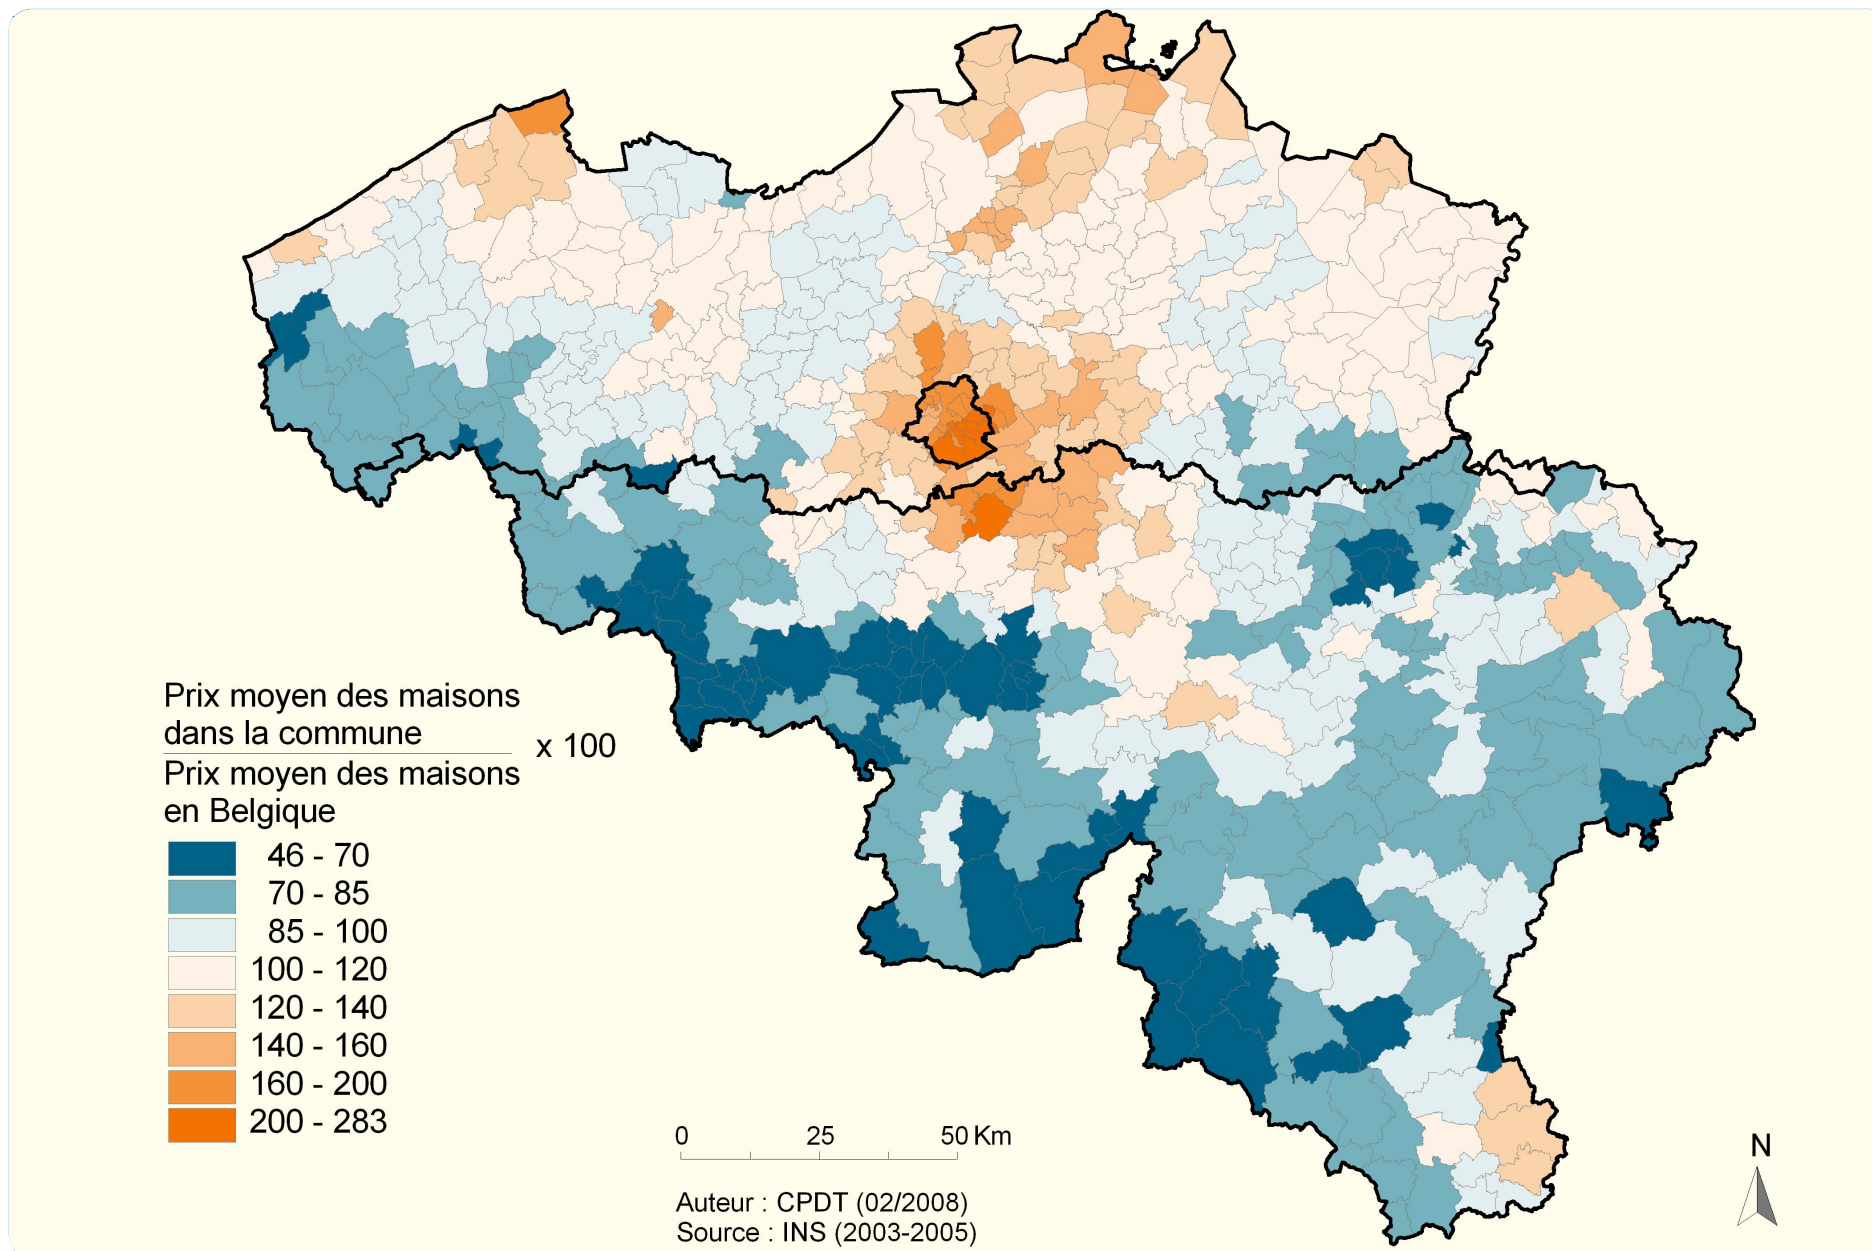 Prix moyen des maisons
dans la commune
x 100
Prix moyen des maisons
en Belgique
46 - 70
70 - 85
85 - 100
100 - 120
120 - 140
140 - 160
160 - 200
200 - 283
0 25 50 Km
Auteur : CPDT (02/2008)
Source : INS (2003-2005)
N